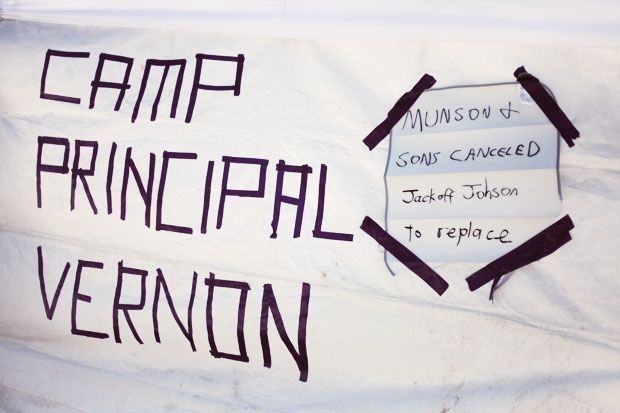 CAMP
PRINCIPAL
VERNON
MUNSON &
SONS CANCELED
Jackoff Johson
to replace